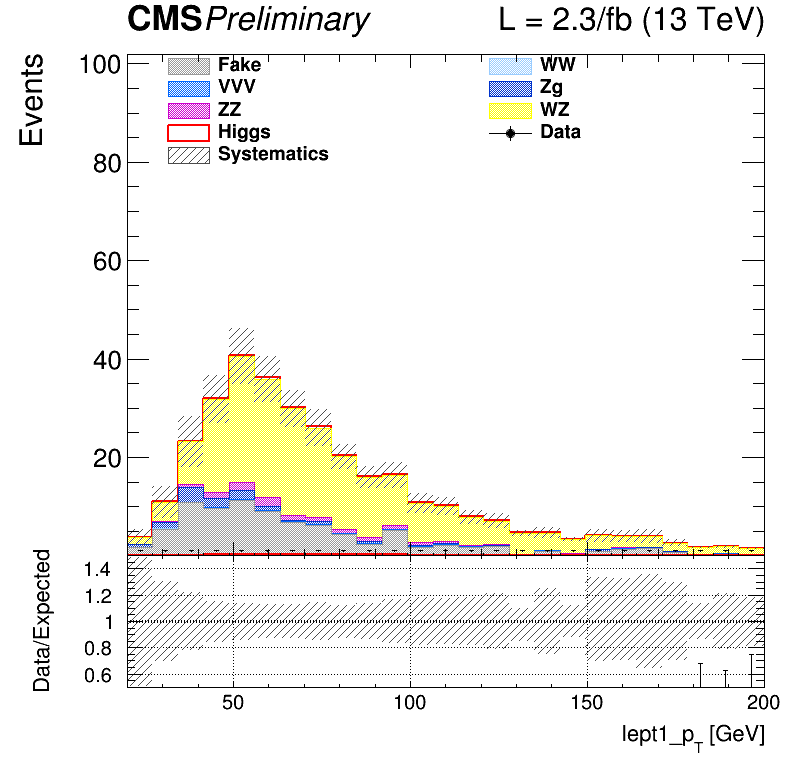 CMS Preliminary L = 2.3/fb (13 TeV)
Events
100
80
60
40
20
Fake WW
VVV Zg
ZZ WZ
Higgs Data
Systematics
Data/Expected
1.4
1.2
1
0.8
0.6
50 100 150 200
lept1_pT [GeV]